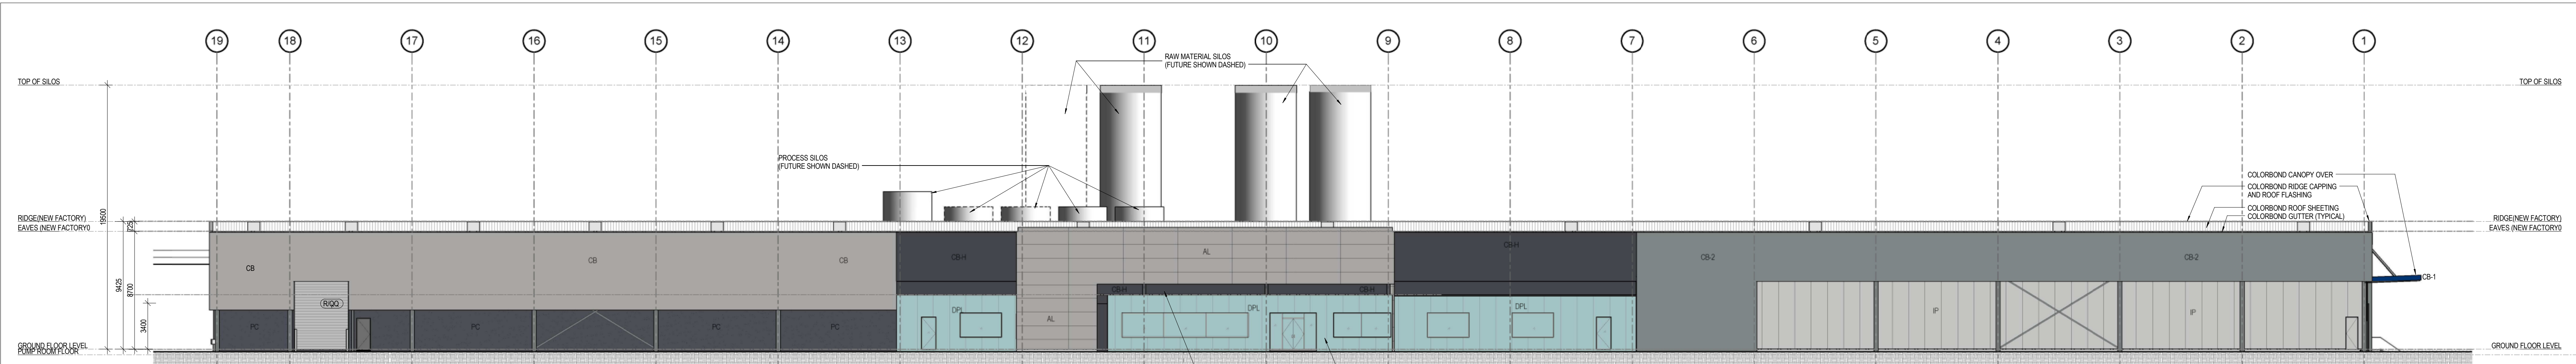 19 18 17 16 15 14 13 12 11 10 9 8 7 6 5 4 3 2 1
RAW MATERIAL SILOS
(FUTURE SHOWN DASHED)
TOP OF SILOS
TOP OF SILOS
PROCESS SILOS
(FUTURE SHOWN DASHED)
COLORBOND CANOPY OVER
COLORBOND RIDGE CAPPING
AND ROOF FLASHING
COLORBOND ROOF SHEETING
COLORBOND GUTTER (TYPICAL)
RIDGE(NEW FACTORY)
EAVES (NEW FACTORY0
19500
725
9425
8700
3400
RIDGE(NEW FACTORY)
EAVES (NEW FACTORY0
CB
CB
CB
CB-H
AL
CB-H
CB-2
CB-2
CB-1
R/QQ
CB-H
CB-H
PC
PC
PC
PC
DPL
AL
DPL
DPL
IP
IP
GROUND FLOOR LEVEL
PUMP ROOM FLOOR
GROUND FLOOR LEVEL